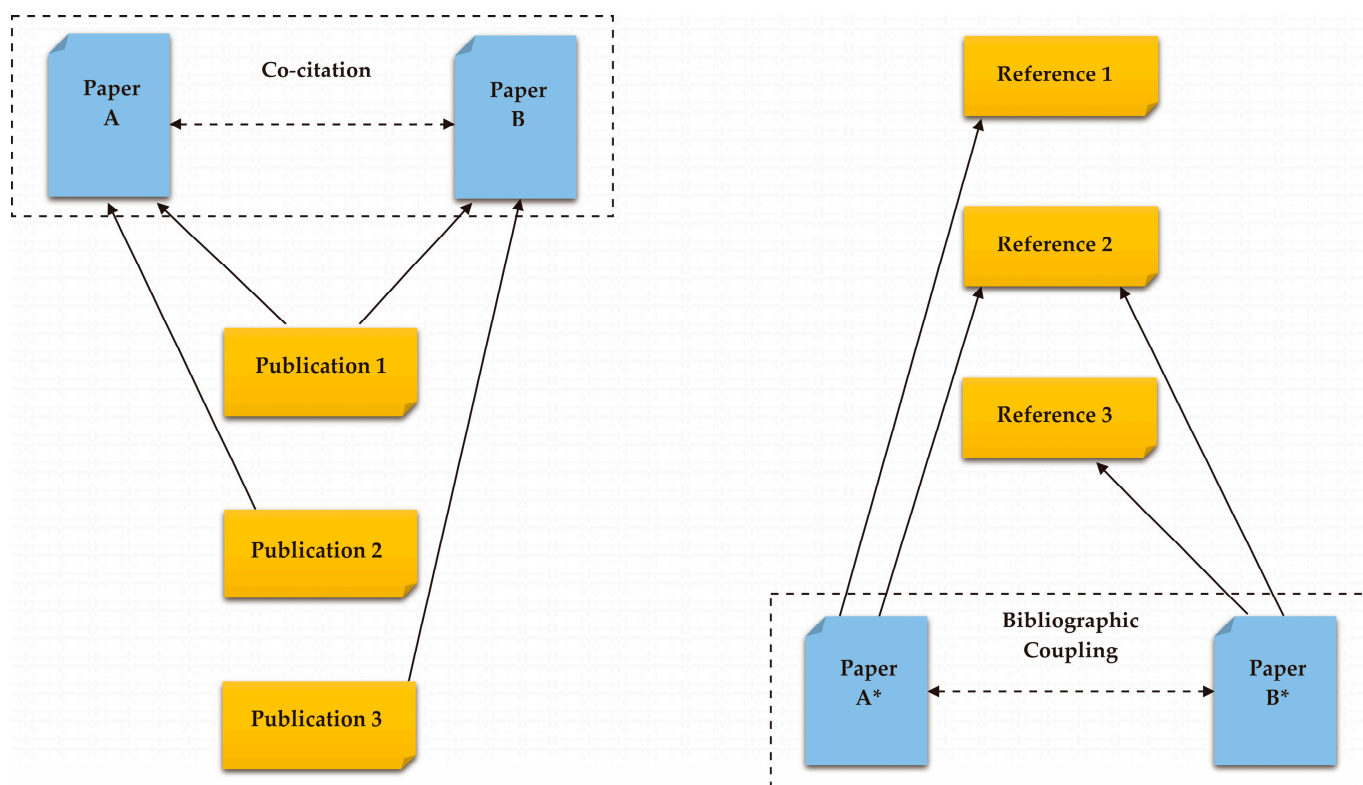 Co-citation
Paper
A
Paper
B
Publication 1
Publication 2
Publication 3
Reference 1
Reference 2
Reference 3
Bibliographic
Coupling
Paper
A*
Paper
B*